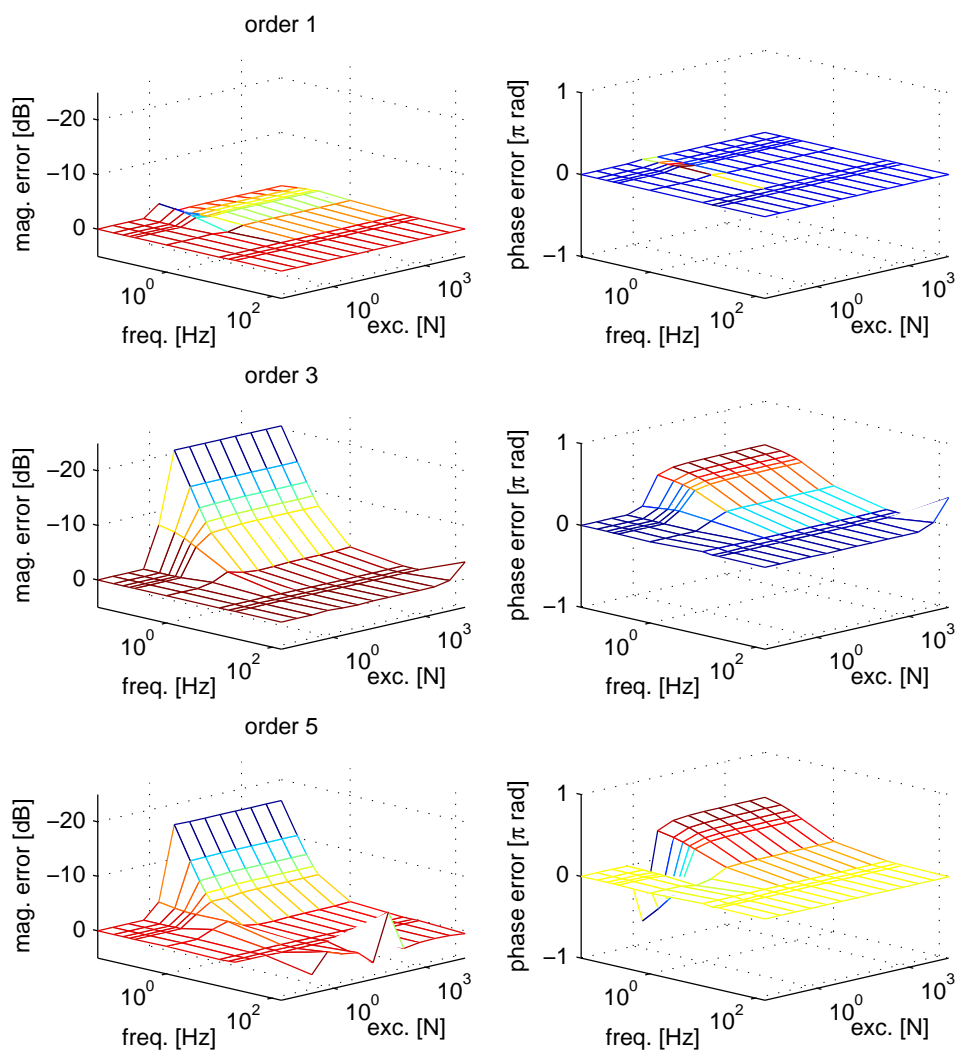 order 1
mag. error [dB]
−20
−10
0
10^0
10^2
freq. [Hz]
10^0
10^3
exc. [N]
phase error [π rad]
1
0
−1
10^0
10^2
freq. [Hz]
10^0
10^3
exc. [N]
order 3
mag. error [dB]
−20
−10
0
10^0
10^2
freq. [Hz]
10^0
10^3
exc. [N]
phase error [π rad]
1
0
−1
10^0
10^2
freq. [Hz]
10^0
10^3
exc. [N]
order 5
mag. error [dB]
−20
−10
0
10^0
10^2
freq. [Hz]
10^0
10^3
exc. [N]
phase error [π rad]
1
0
−1
10^0
10^2
freq. [Hz]
10^0
10^3
exc. [N]